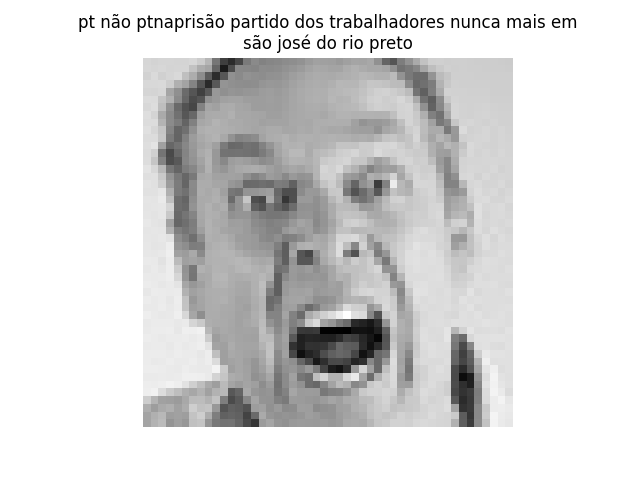 pt não ptnaprisão partido dos trabalhadores nunca mais em
são josé do rio preto